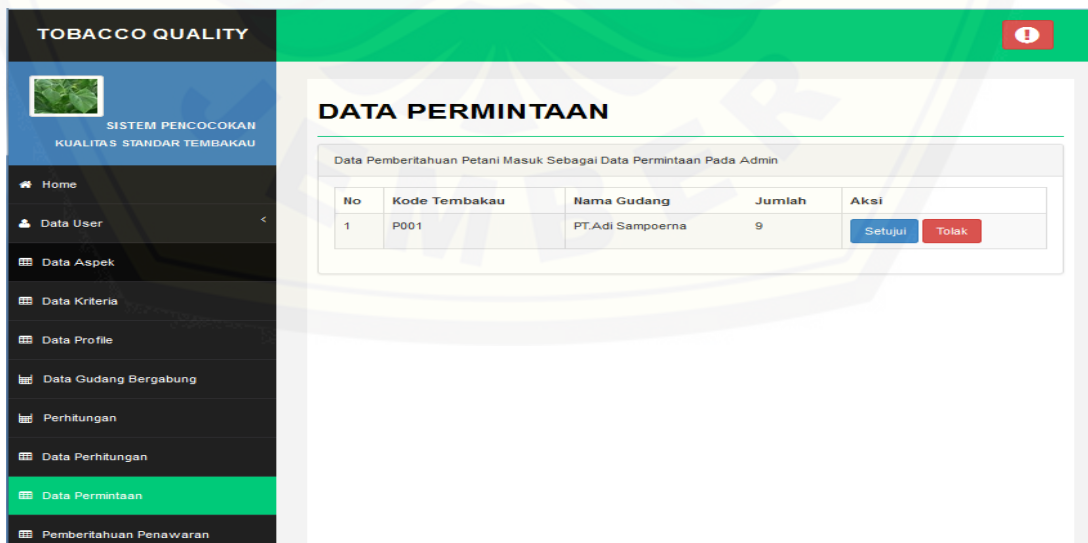 TOBACCO QUALITY
SISTEM PENCOCOKAN
KUALITAS STANDAR TEMBAKAU
Home
Data User
Data Aspek
Data Kriteria
Data Profile
Data Gudang Bergabung
Perhitungan
Data Perhitungan
Data Permintaan
Pemberitahuan Penawaran
DATA PERMINTAAN
Data Pemberitahuan Petani Masuk Sebagai Data Permintaan Pada Admin
No Kode Tembakau Nama Gudang Jumlah Aksi
1 P001 PT.Adi Sampoerna 9 Setujui Tolak
JEMBER